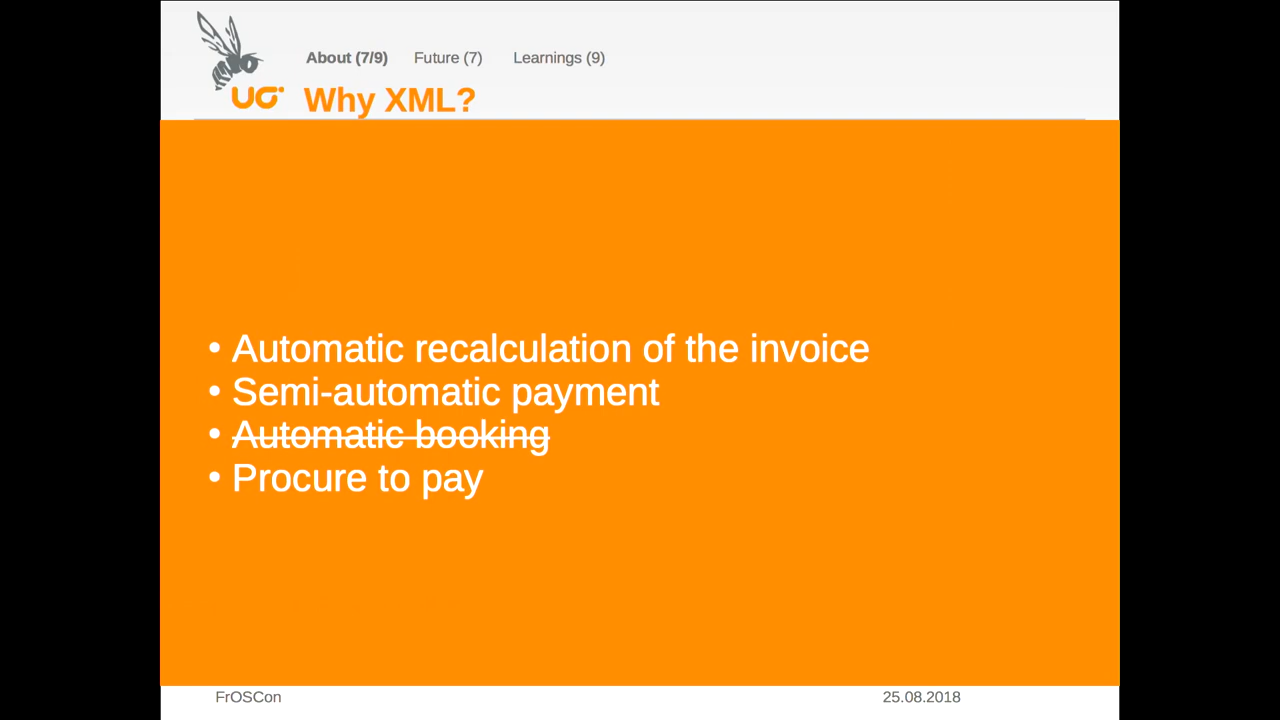 About (7/9) Future (7) Learnings (9)
UG
Why XML?
• Automatic recalculation of the invoice
• Semi-automatic payment
• Automatic booking
• Procure to pay
FrOSCon 25.08.2018